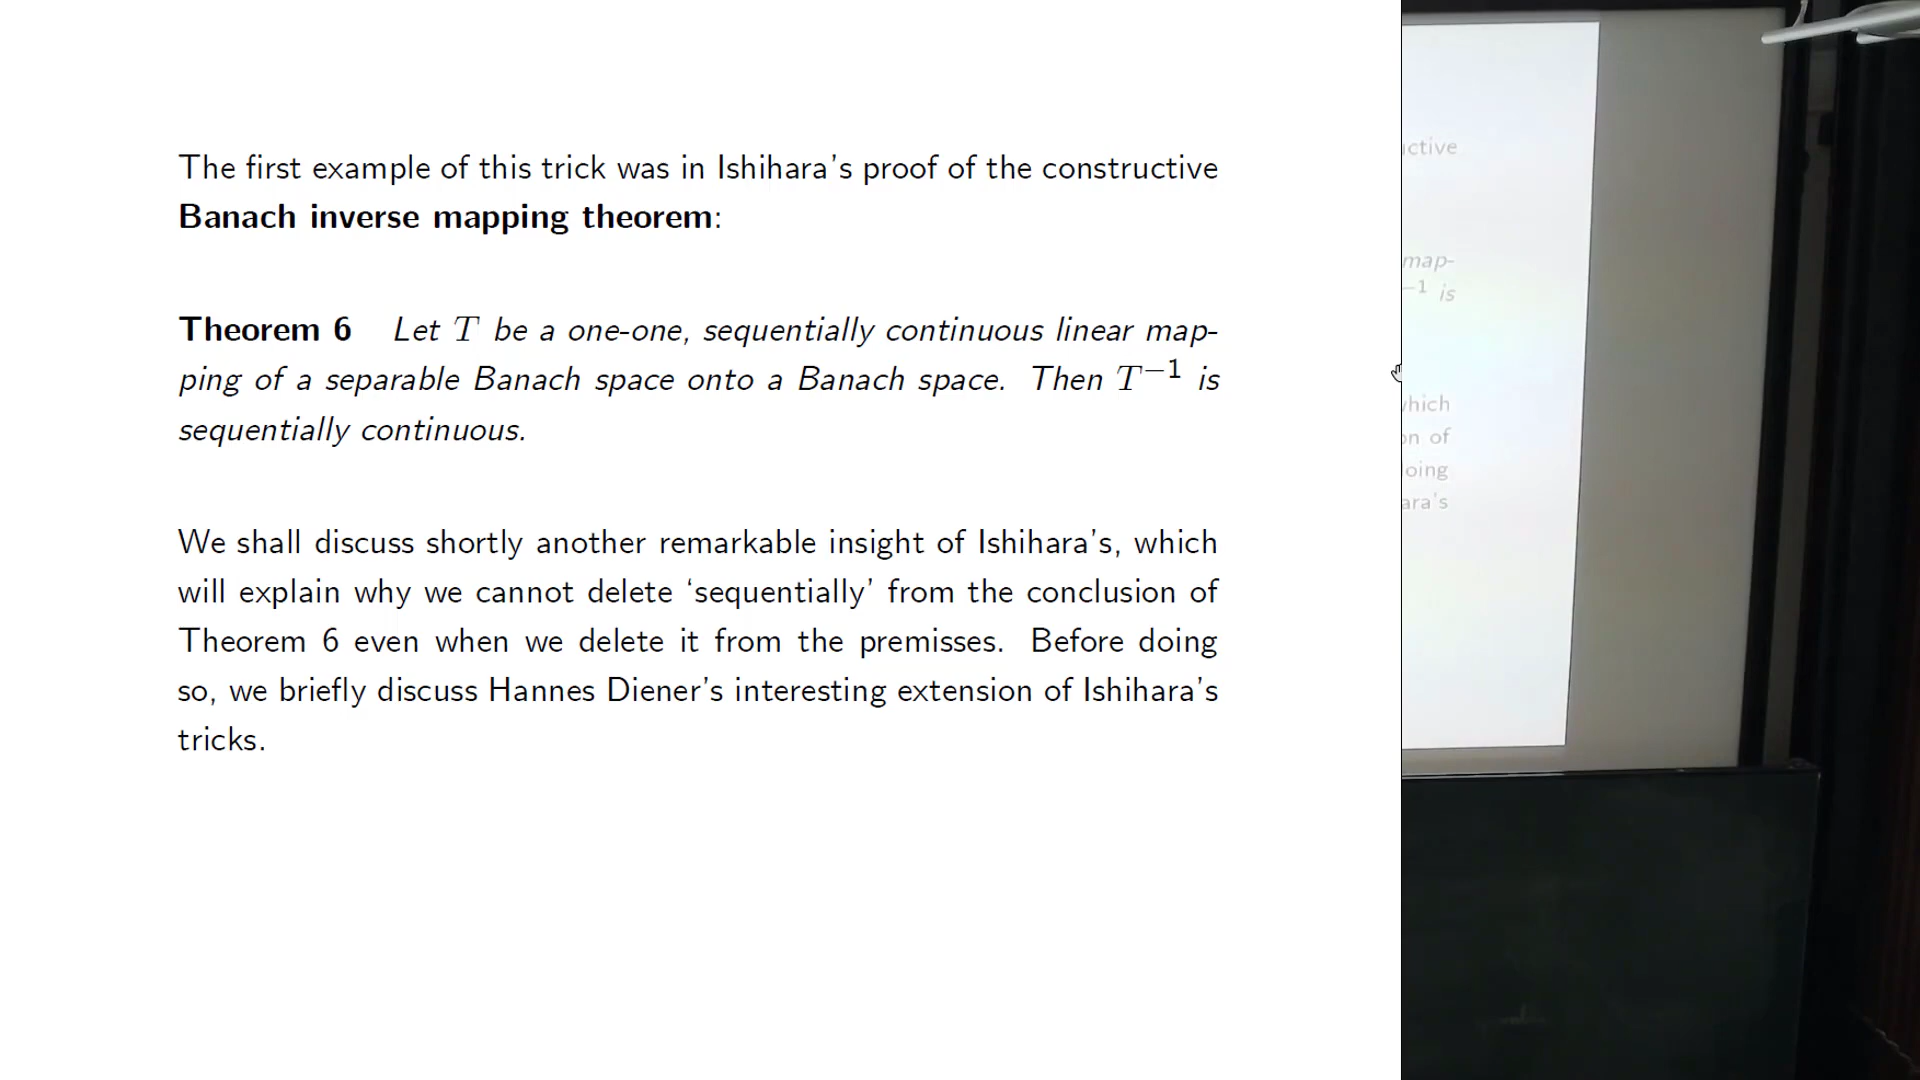 The first example of this trick was in Ishihara's proof of the constructive
Banach inverse mapping theorem:
Theorem 6 Let T be a one-one, sequentially continuous linear map-
ping of a separable Banach space onto a Banach space. Then T⁻¹ is
sequentially continuous.
We shall discuss shortly another remarkable insight of Ishihara's, which
will explain why we cannot delete ‘sequentially’ from the conclusion of
Theorem 6 even when we delete it from the premisses. Before doing
so, we briefly discuss Hannes Diener's interesting extension of Ishihara's
tricks.
map-
⁻¹ is